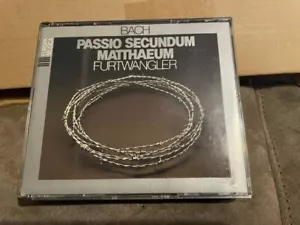 BACH
PASSIO SECUNDUM
MATTHAEUM
FURTWANGLER